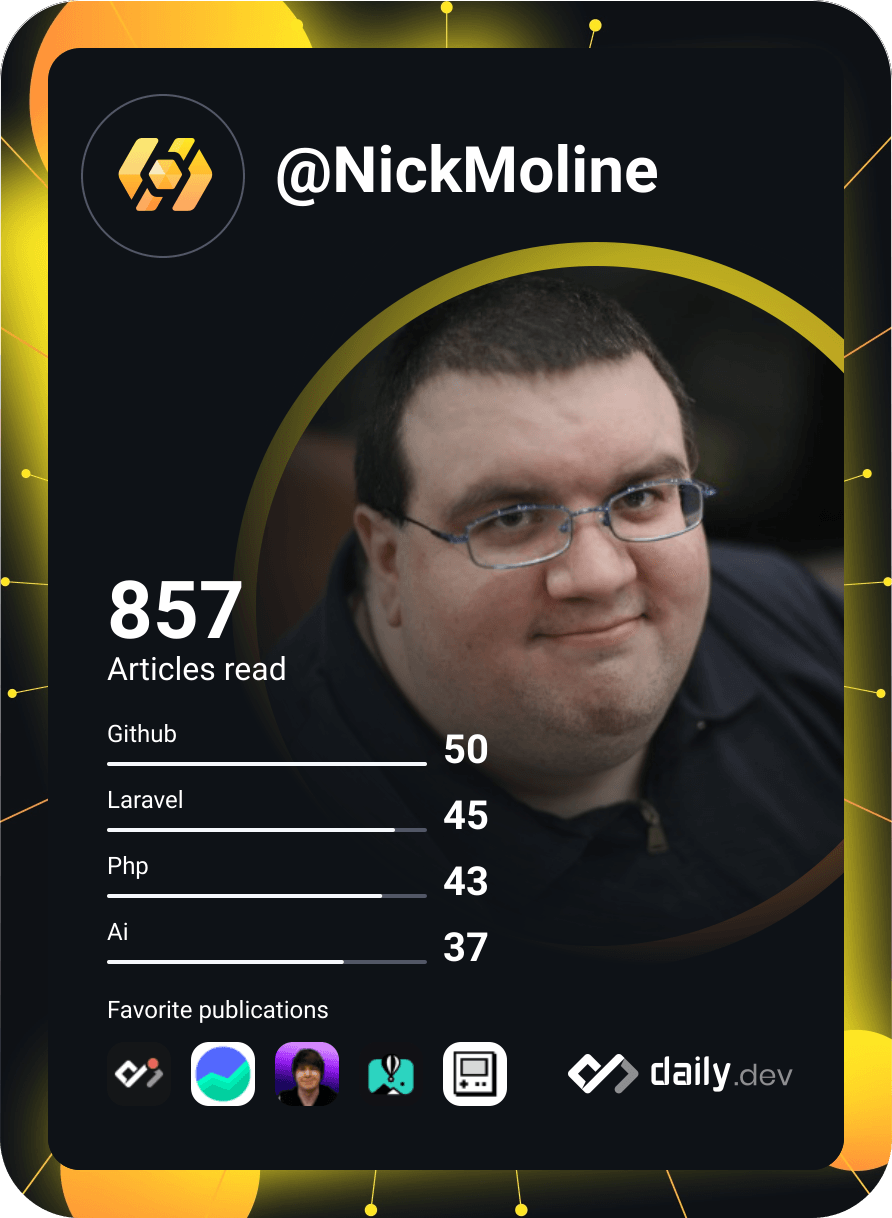 @NickMoline
857
Articles read
Github
50
Laravel
45
Php
43
Ai
37
Favorite publications
daily.dev